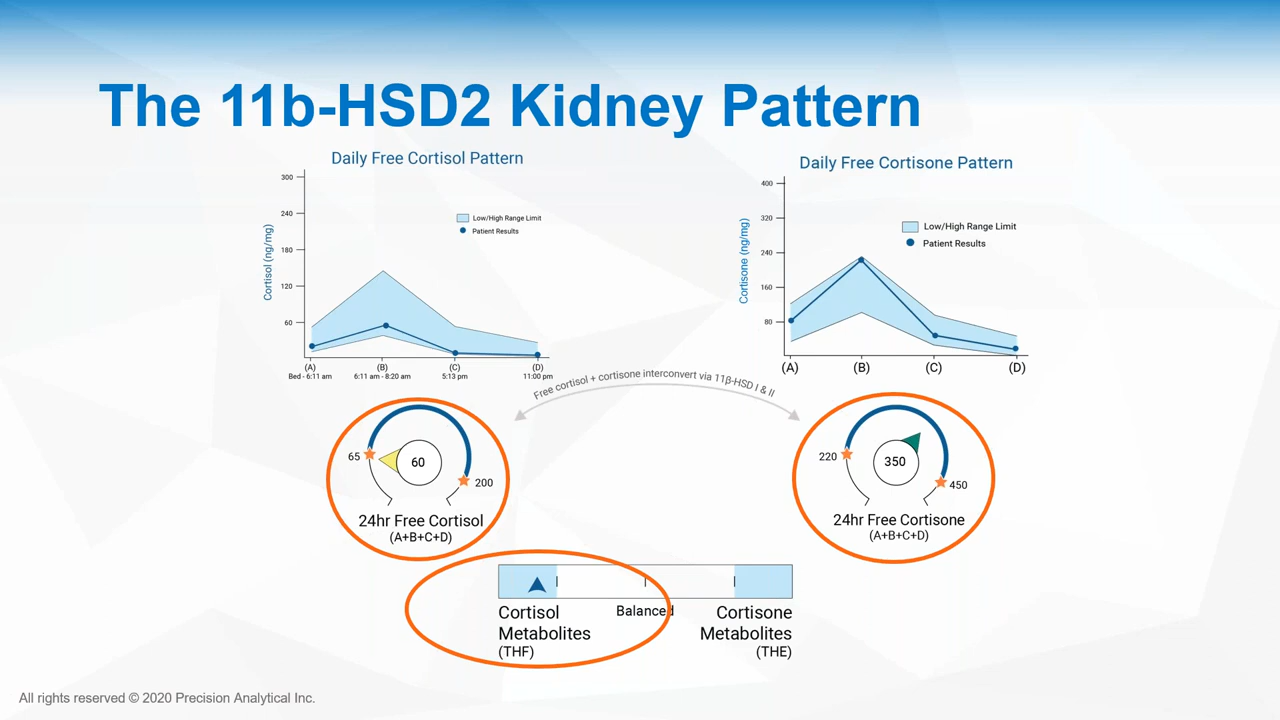 The 11b-HSD2 Kidney Pattern
Daily Free Cortisol Pattern
300
240
180
120
60
Cortisol (ng/mg)
Low/High Range Limit
Patient Results
(A)
Bed - 6:11 am
(B)
6:11 am - 8:20 am
(C)
5:13 pm
(D)
11:00 pm
Daily Free Cortisone Pattern
400
320
240
160
80
Cortisone (ng/mg)
Low/High Range Limit
Patient Results
(A)
(B)
(C)
(D)
Free cortisol + cortisone interconvert via 11β-HSD I & II
65
60
200
24hr Free Cortisol
(A+B+C+D)
220
350
450
24hr Free Cortisone
(A+B+C+D)
Cortisol
Metabolites
(THF)
Balanced
Cortisone
Metabolites
(THE)
All rights reserved © 2020 Precision Analytical Inc.